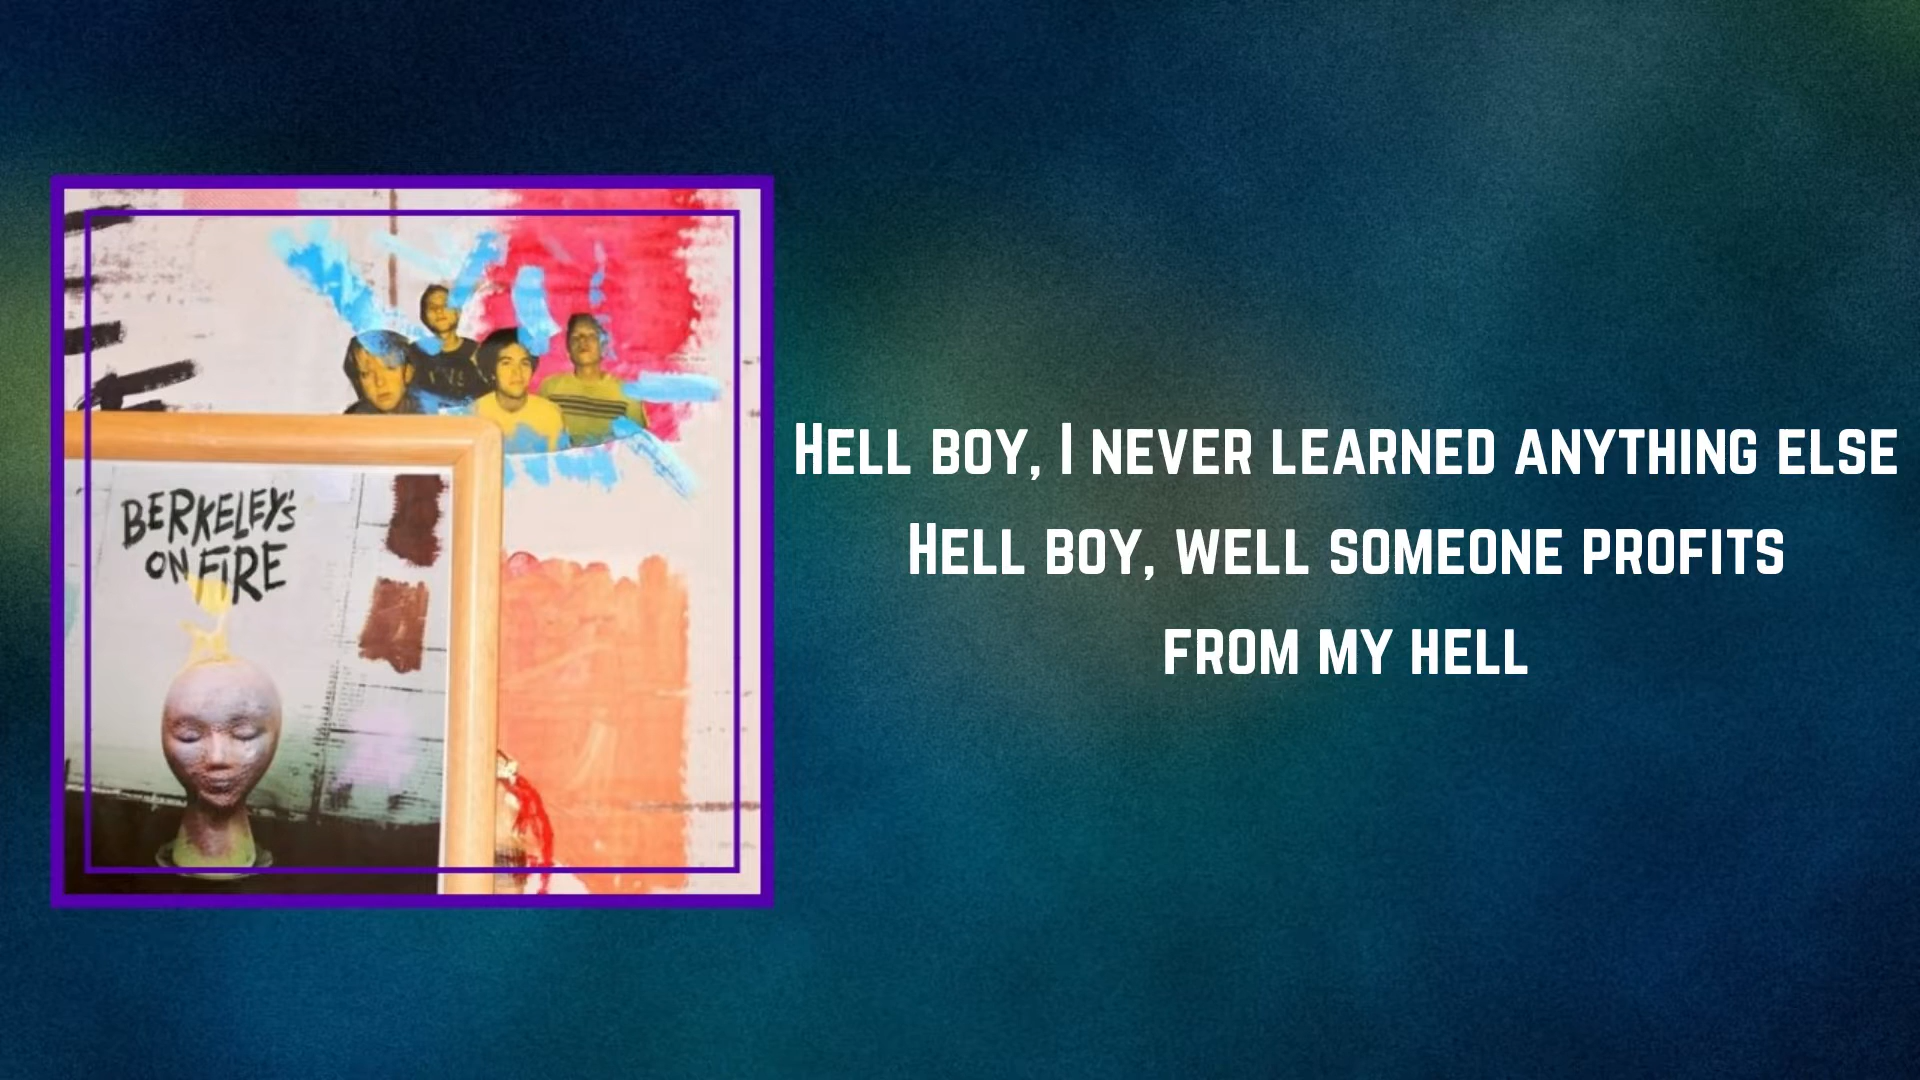 BERKELEY'S
ON FIRE
HELL BOY, I NEVER LEARNED ANYTHING ELSE
HELL BOY, WELL SOMEONE PROFITS
FROM MY HELL